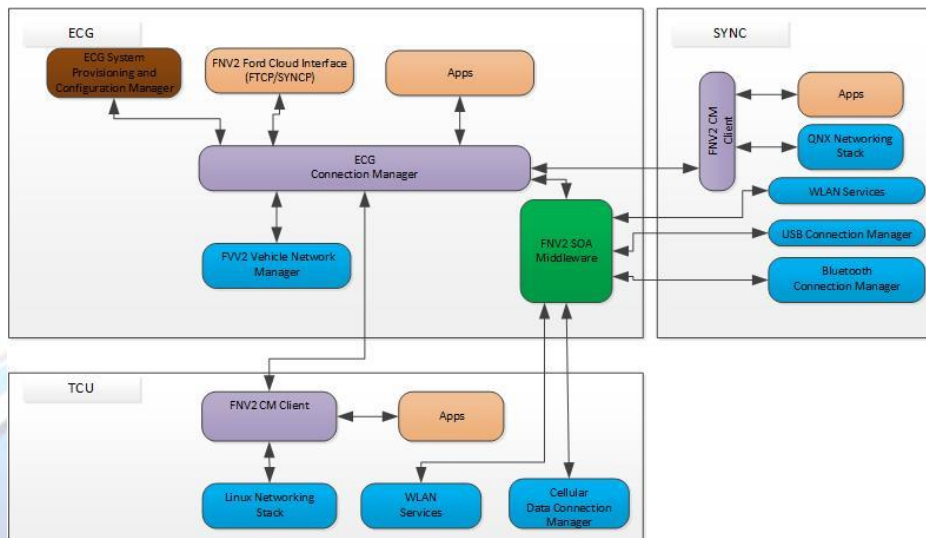 ECG
ECG System
Provisioning and
Configuration Manager
FNV2 Ford Cloud Interface
(FTCP/SYNCP)
Apps
ECG
Connection Manager
FVV2 Vehicle Network
Manager
FNV2 SOA
Middleware
SYNC
FNV2 CM
Client
Apps
QNX Networking
Stack
WLAN Services
USB Connection Manager
Bluetooth
Connection Manager
TCU
FNV2 CM Client
Apps
Linux Networking
Stack
WLAN
Services
Cellular
Data Connection
Manager